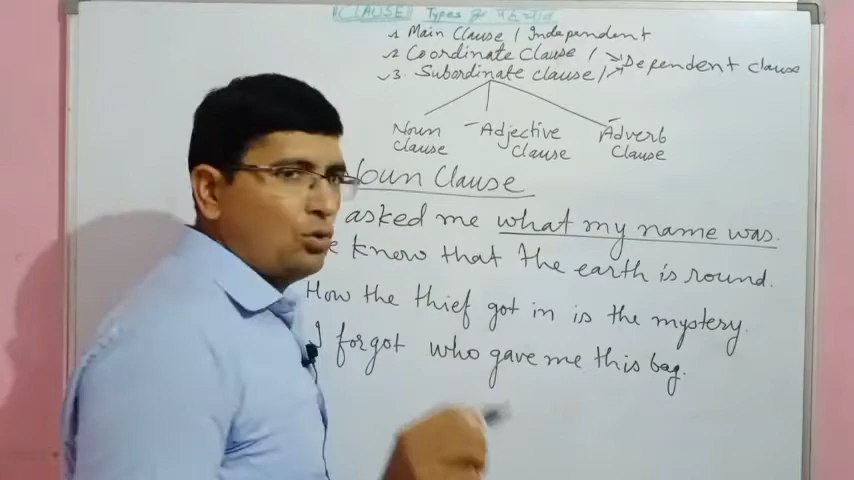 CLAUSE Types
1 Main Clause / Independent
2 Coordinate Clause / Dependent clause
3. Subordinate clause /
Noun Clause
Adjective Clause
Adverb Clause
oun Clause
asked me what my name was.
e know that the earth is round.
How the thief got in is the mystery.
I forgot who gave me this bag.